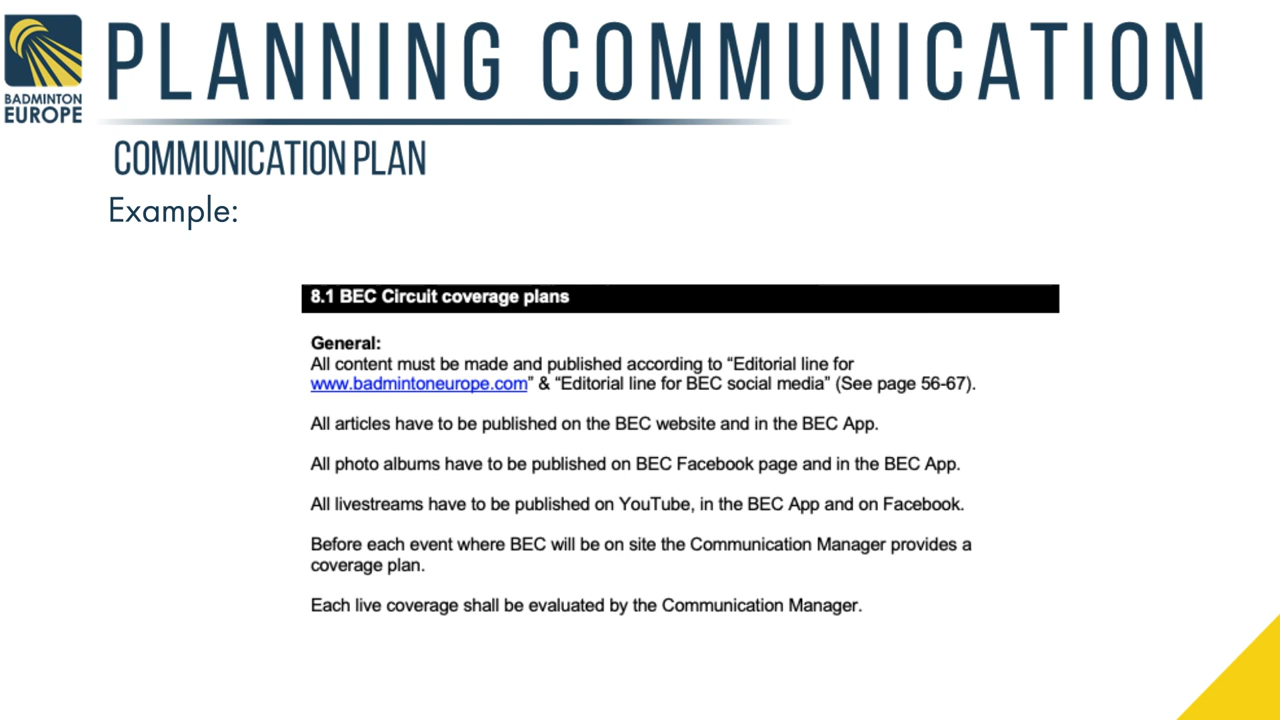 BADMINTON
EUROPE
PLANNING COMMUNICATION
COMMUNICATION PLAN
Example:
8.1 BEC Circuit coverage plans
General:
All content must be made and published according to “Editorial line for
www.badmintoneurope.com” & “Editorial line for BEC social media” (See page 56-67).
All articles have to be published on the BEC website and in the BEC App.
All photo albums have to be published on BEC Facebook page and in the BEC App.
All livestreams have to be published on YouTube, in the BEC App and on Facebook.
Before each event where BEC will be on site the Communication Manager provides a
coverage plan.
Each live coverage shall be evaluated by the Communication Manager.